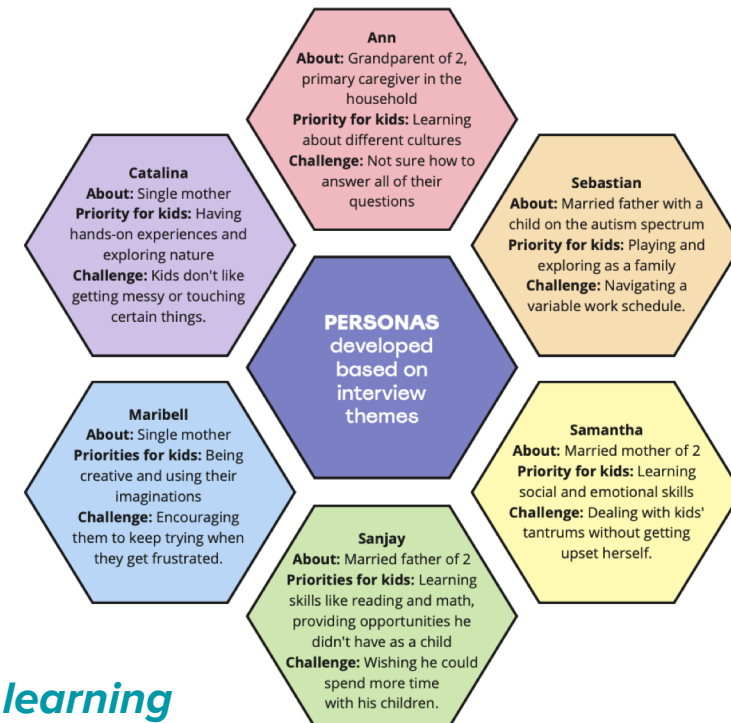 Ann
About: Grandparent of 2,
primary caregiver in the
household
Priority for kids: Learning
about different cultures
Challenge: Not sure how to
answer all of their
questions
Catalina
About: Single mother
Priority for kids: Having
hands-on experiences and
exploring nature
Challenge: Kids don't like
getting messy or touching
certain things.
Sebastian
About: Married father with a
child on the autism spectrum
Priority for kids: Playing and
exploring as a family
Challenge: Navigating a
variable work schedule.
PERSONAS
developed
based on
interview
themes
Maribell
About: Single mother
Priorities for kids: Being
creative and using their
imaginations
Challenge: Encouraging
them to keep trying when
they get frustrated.
Samantha
About: Married mother of 2
Priority for kids: Learning
social and emotional skills
Challenge: Dealing with kids'
tantrums without getting
upset herself.
Sanjay
About: Married father of 2
Priorities for kids: Learning
skills like reading and math,
providing opportunities he
didn't have as a child
Challenge: Wishing he could
spend more time
with his children.
learning